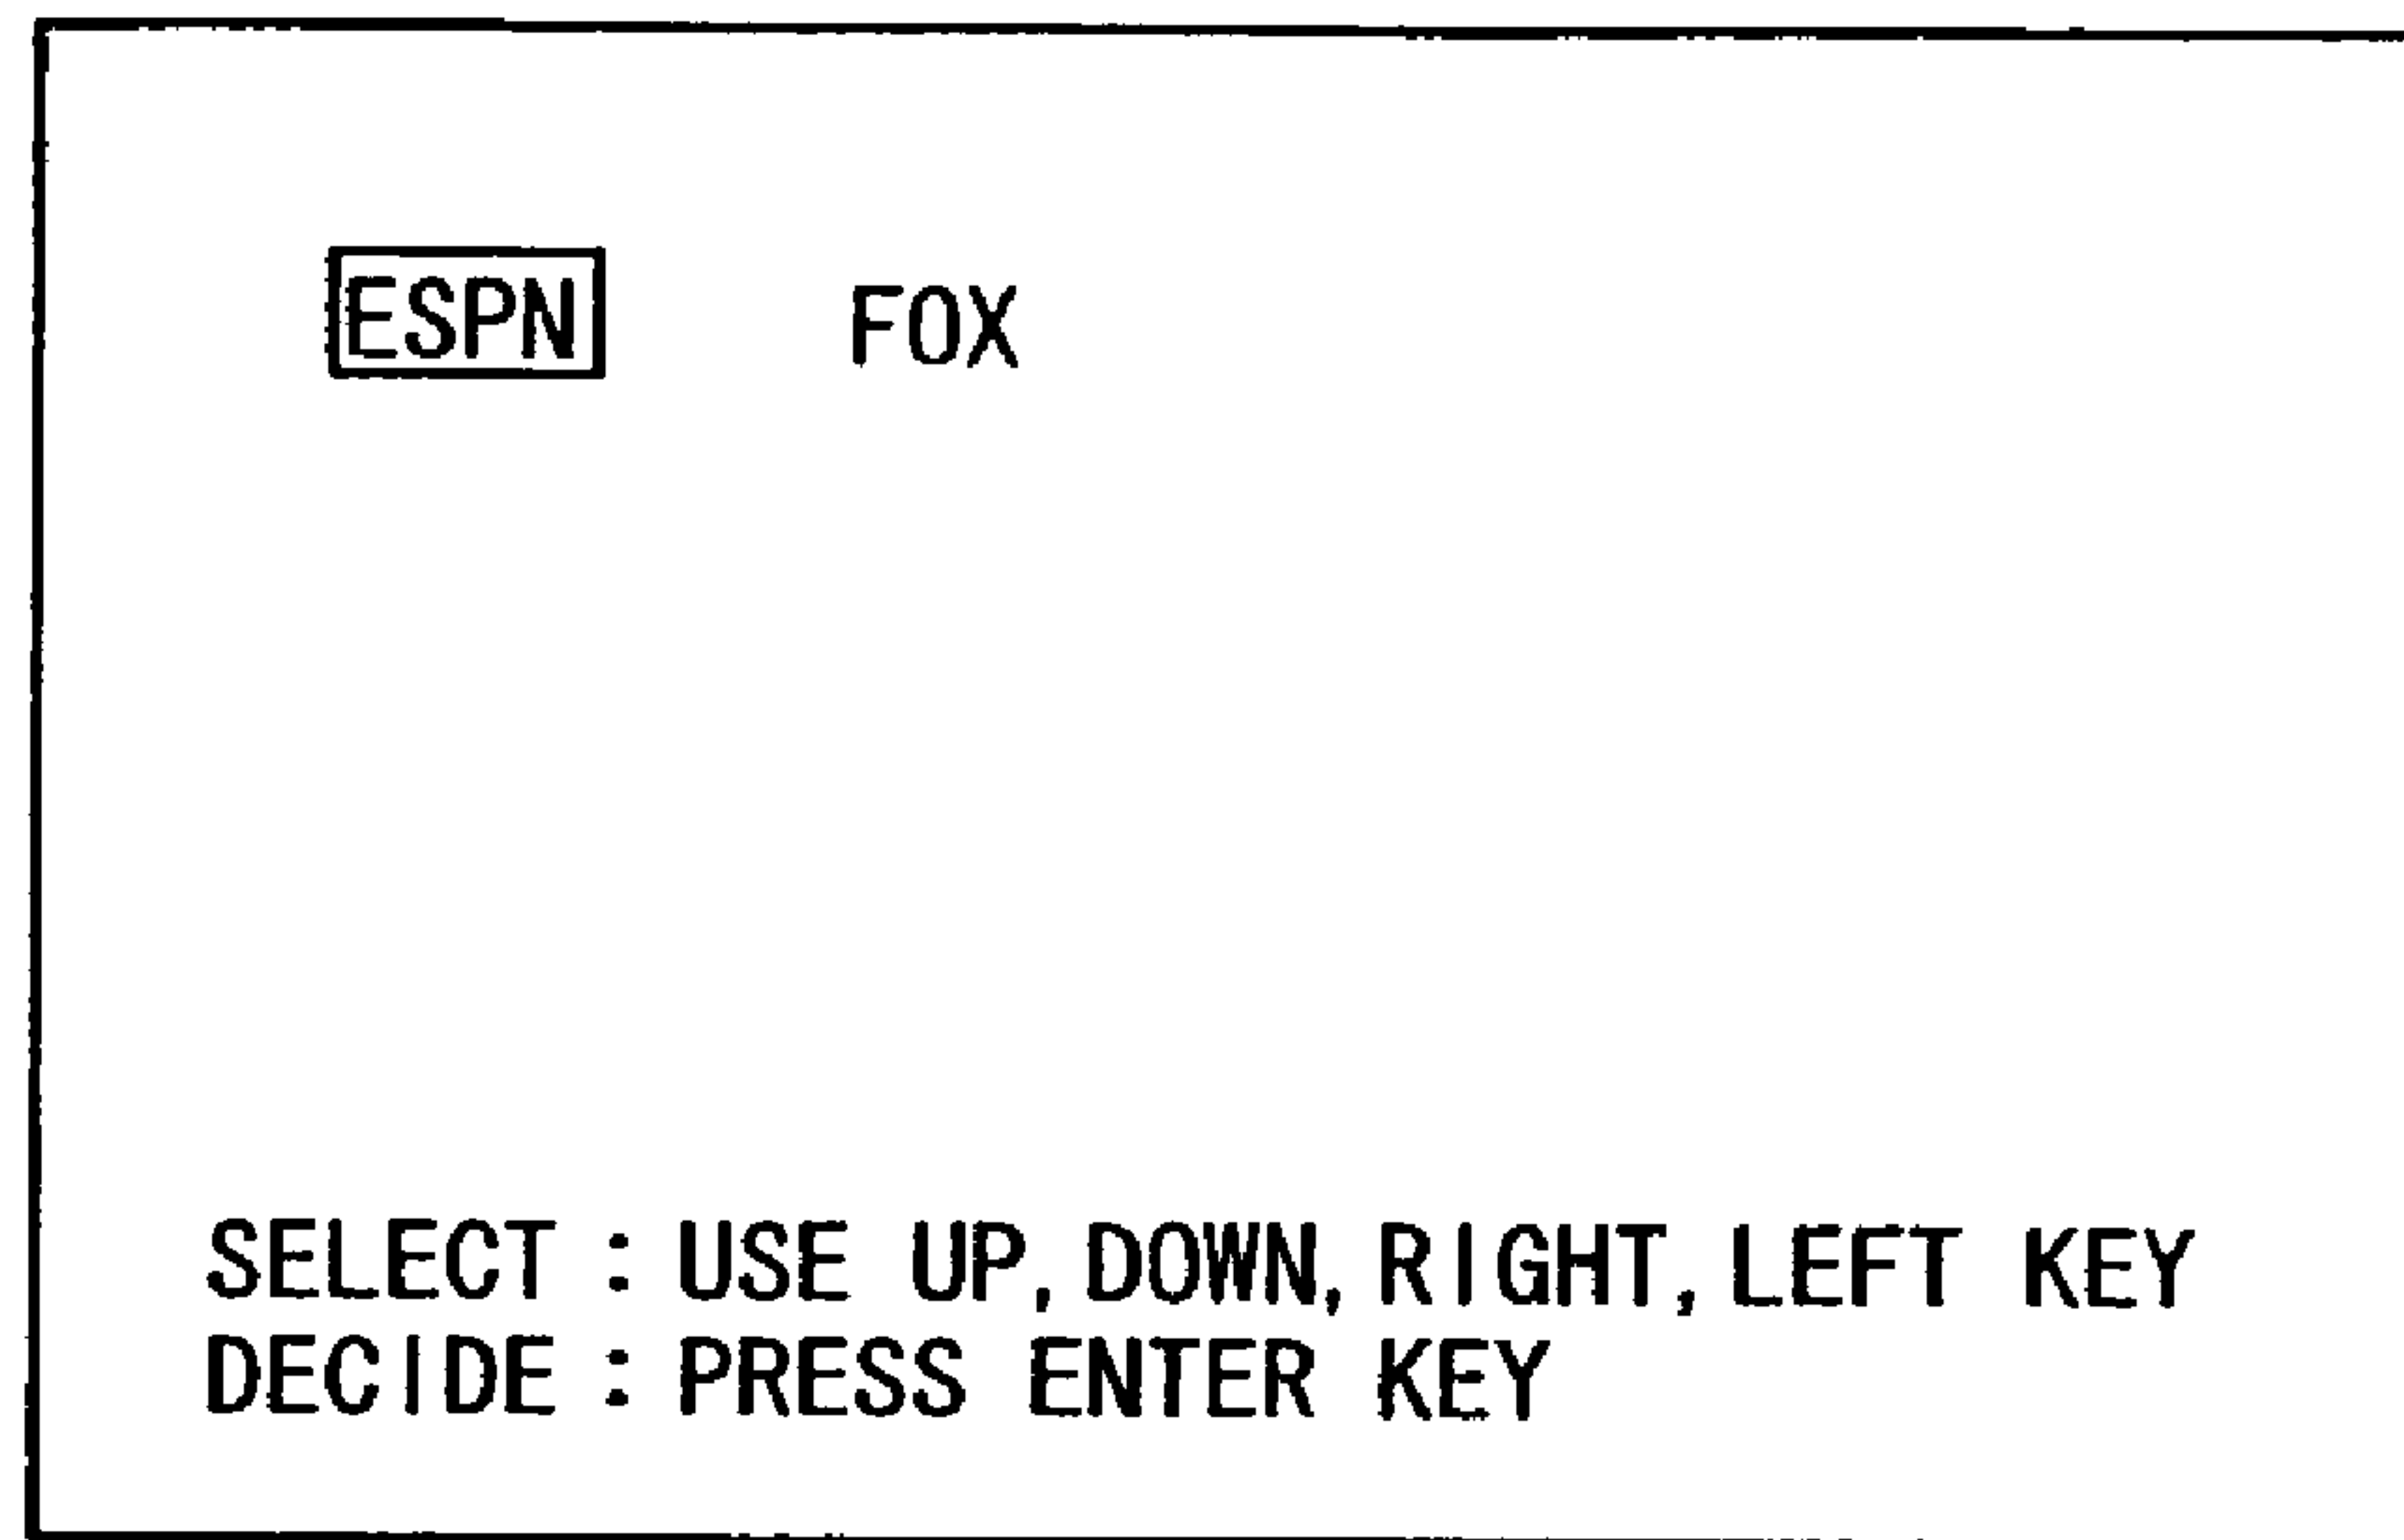 ESPN FOX
SELECT : USE UP, DOWN, RIGHT, LEFT KEY
DECIDE : PRESS ENTER KEY